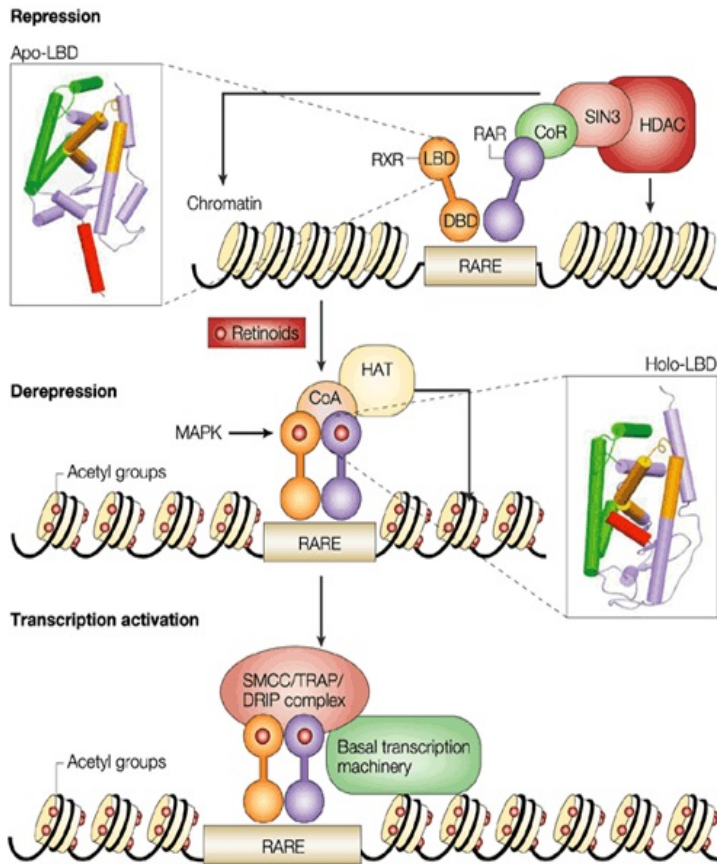 Repression
Apo-LBD
SIN3
HDAC
CoR
RAR
RXR
LBD
Chromatin
DBD
RARE
Retinoids
HAT
Holo-LBD
Derepression
CoA
MAPK
Acetyl groups
RARE
Transcription activation
SMCC/TRAP/
DRIP complex
Basal transcription
machinery
Acetyl groups
RARE